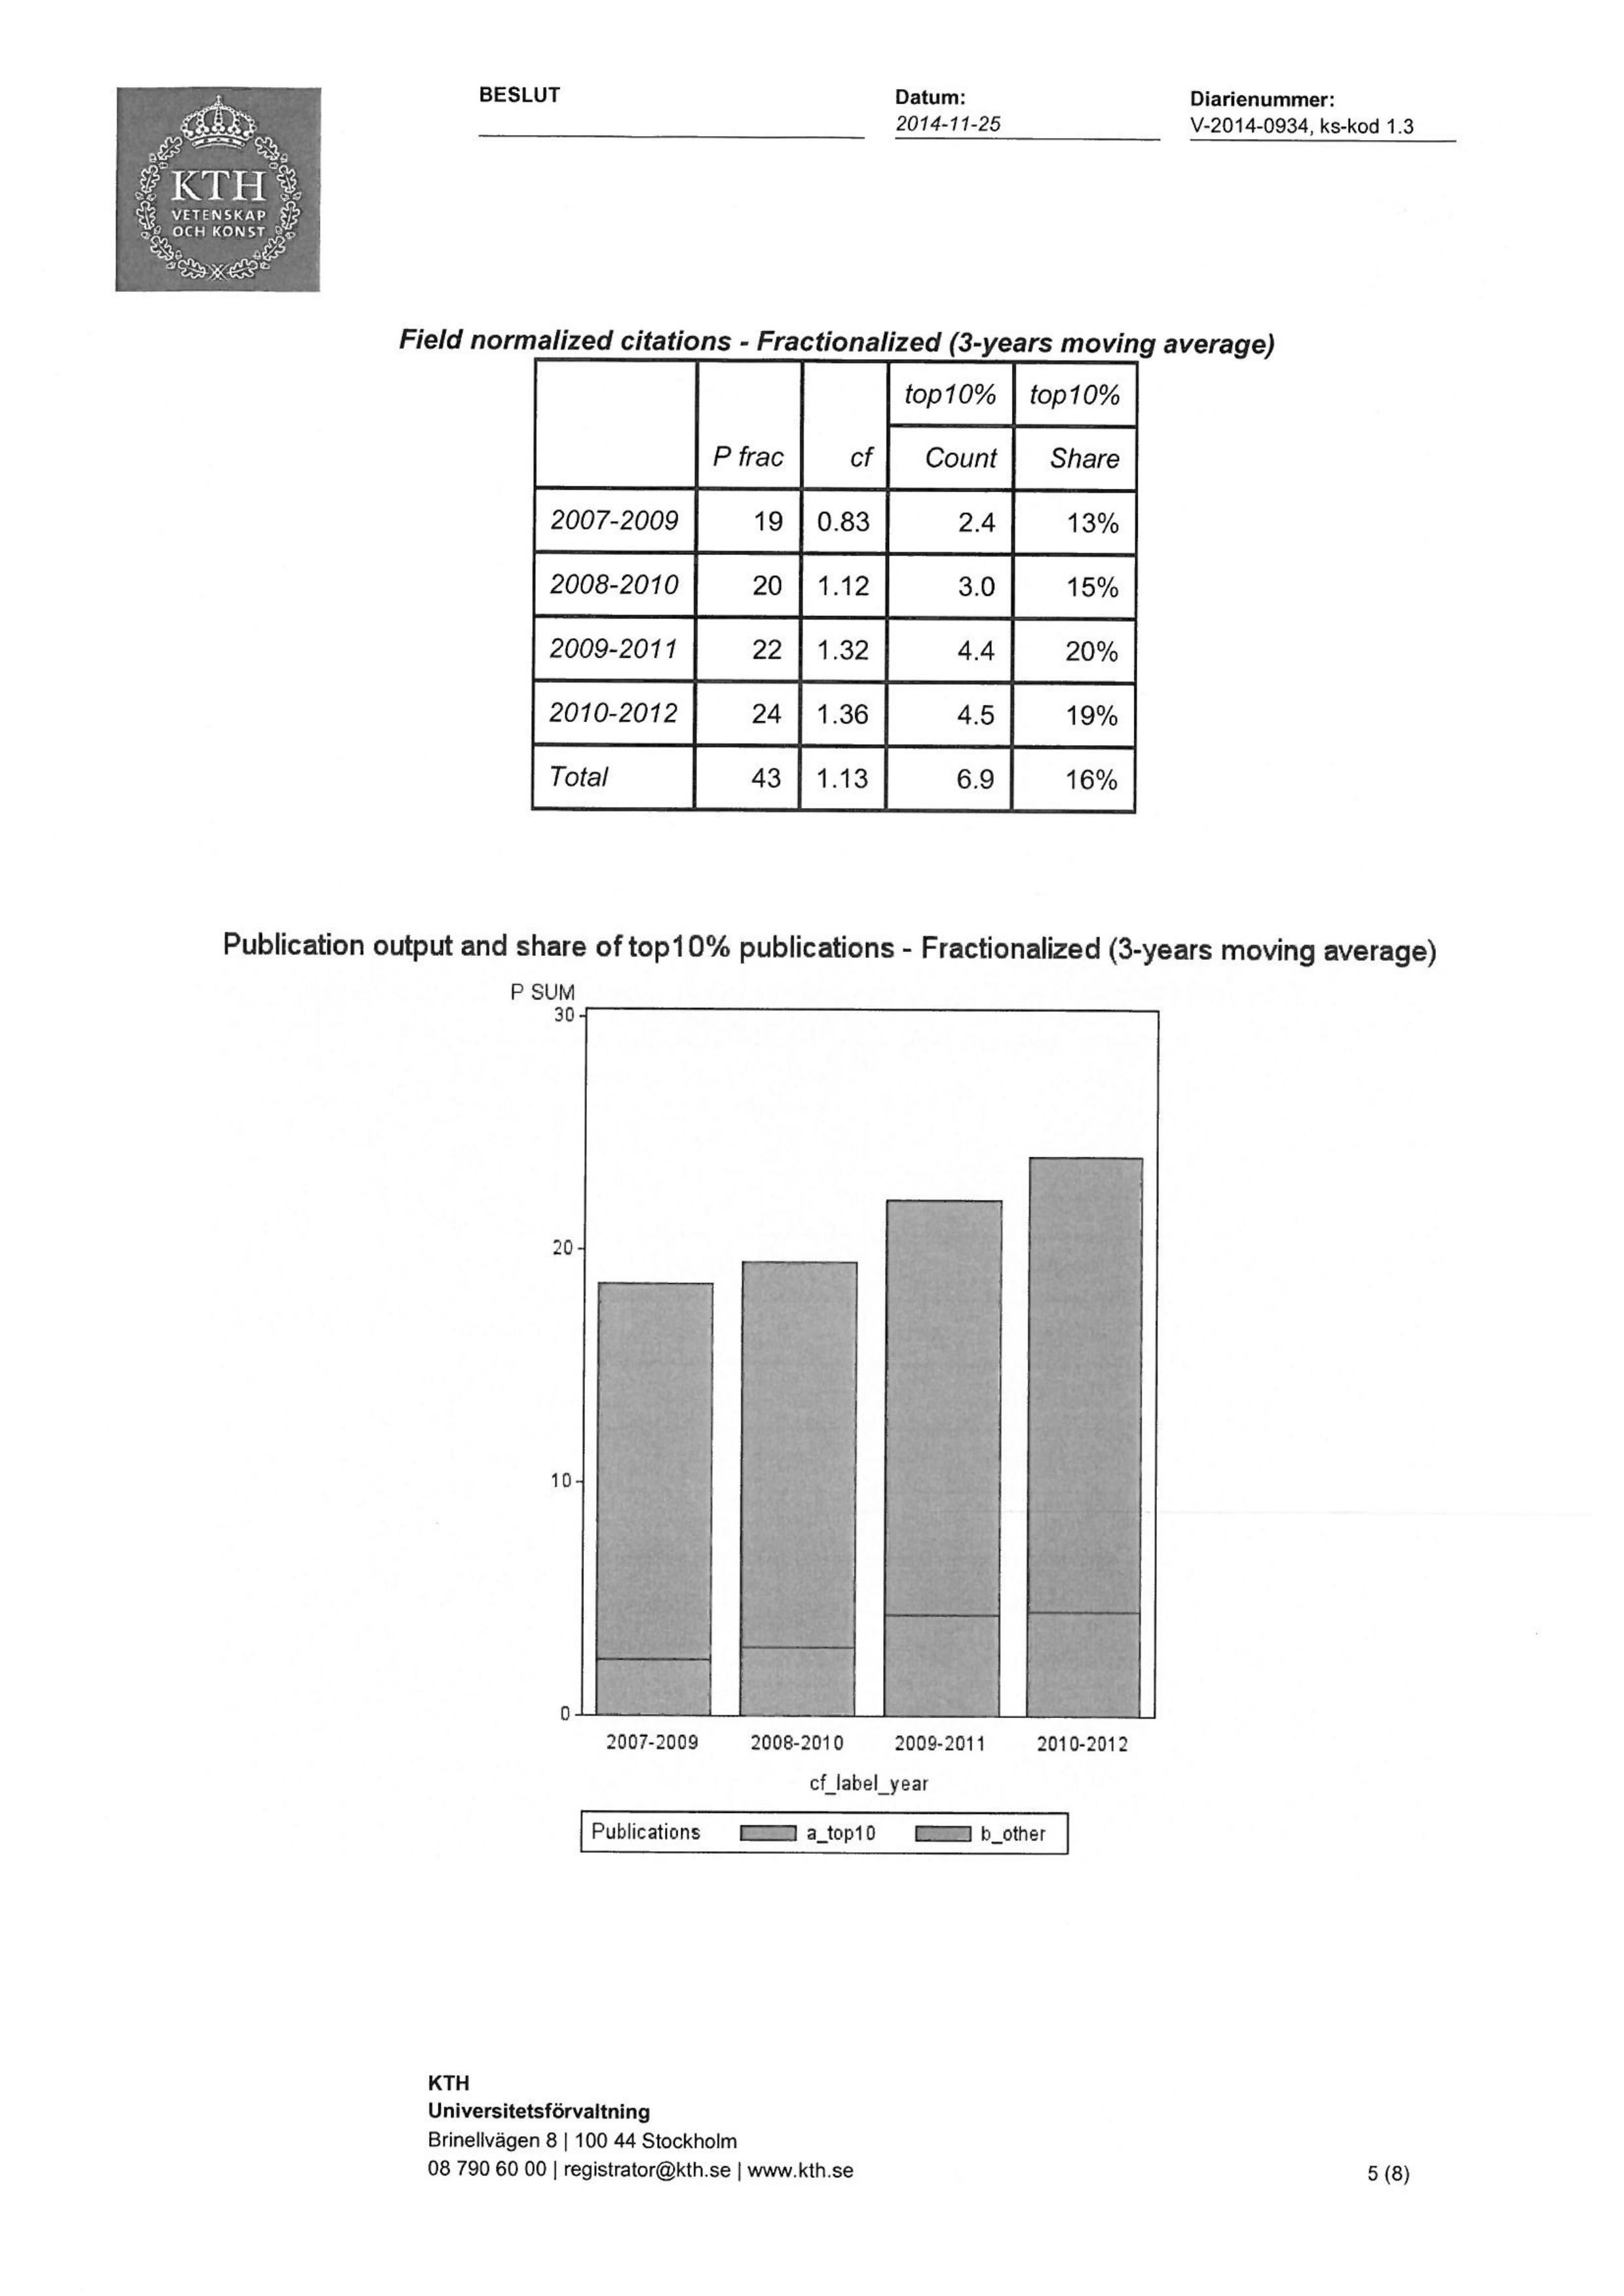 KTH
VETENSKAP
OCH KONST
BESLUT
Datum:
2014-11-25
Diarienummer:
V-2014-0934, ks-kod 1.3
Field normalized citations - Fractionalized (3-years moving average)
top10% top10%
P frac cf Count Share
2007-2009 19 0.83 2.4 13%
2008-2010 20 1.12 3.0 15%
2009-2011 22 1.32 4.4 20%
2010-2012 24 1.36 4.5 19%
Total 43 1.13 6.9 16%
Publication output and share of top10% publications - Fractionalized (3-years moving average)
P SUM
30
20
10
0
2007-2009 2008-2010 2009-2011 2010-2012
cf_label_year
Publications a_top10 b_other
KTH
Universitetsförvaltning
Brinellvägen 8 | 100 44 Stockholm
08 790 60 00 | registrator@kth.se | www.kth.se
5 (8)